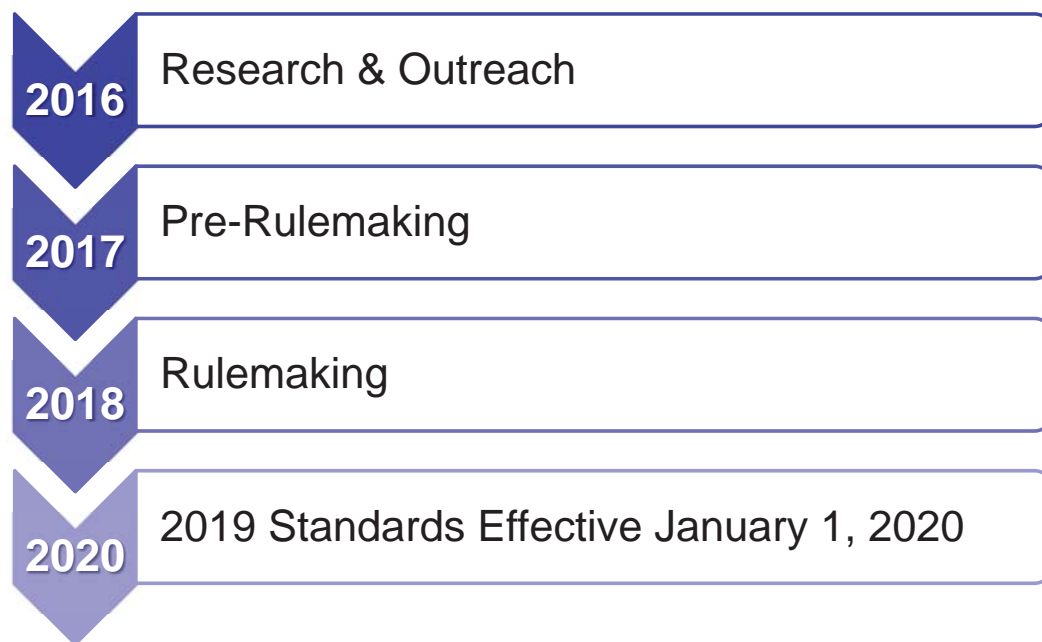 2016
Research & Outreach
2017
Pre-Rulemaking
2018
Rulemaking
2020
2019 Standards Effective January 1, 2020